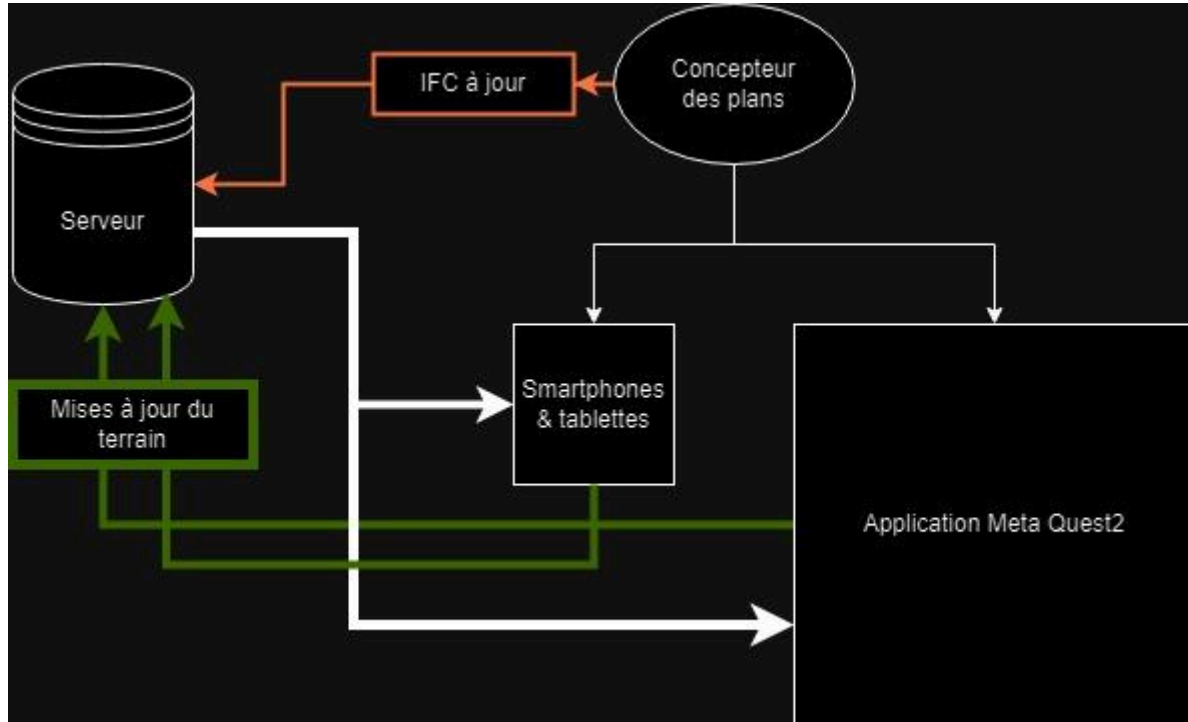 IFC à jour
Concepteur
des plans
Serveur
Smartphones
& tablettes
Mises à jour du
terrain
Application Meta Quest2